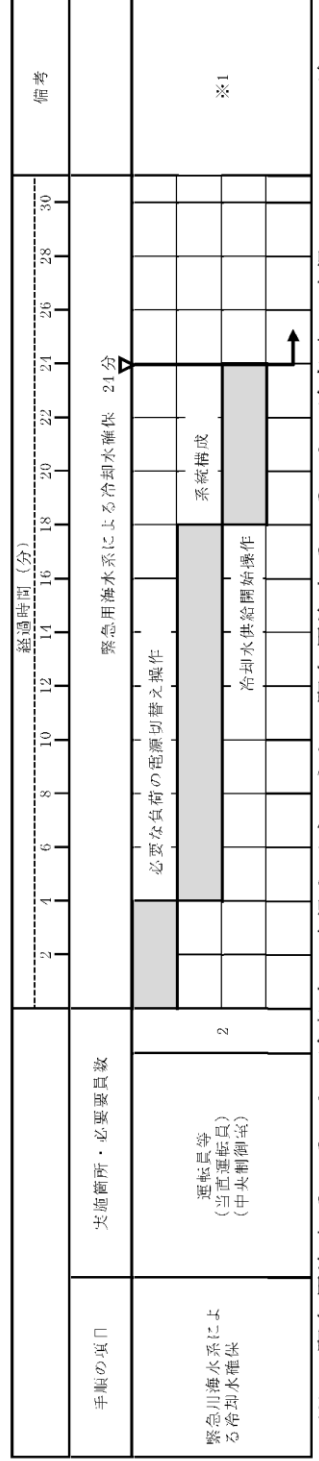 手順の項目
実施箇所・必要要員数
経過時間(分)
備考
2 4 6 8 10 12 14 16 18 20 22 24 26 28 30
緊急用海水系による冷却水確保 24分
緊急用海水系によ
る冷却水確保
運転員等
(当直運転員)
(中央制御室)
2
必要な負荷の電源切替え操作
系統構成
冷却水供給開始操作
※1